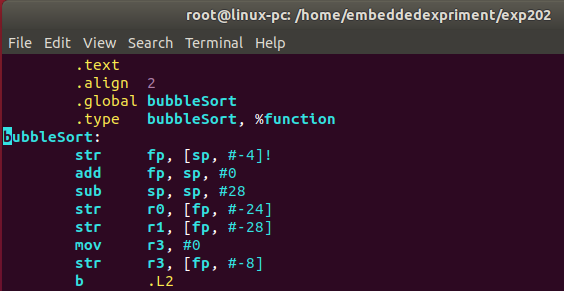 root@linux-pc: /home/embeddedexpriment/exp202
File Edit View Search Terminal Help
.text
.align 2
.global bubbleSort
.type bubbleSort, %function
bubbleSort:
str fp, [sp, #-4]!
add fp, sp, #0
sub sp, sp, #28
str r0, [fp, #-24]
str r1, [fp, #-28]
mov r3, #0
str r3, [fp, #-8]
b .L2